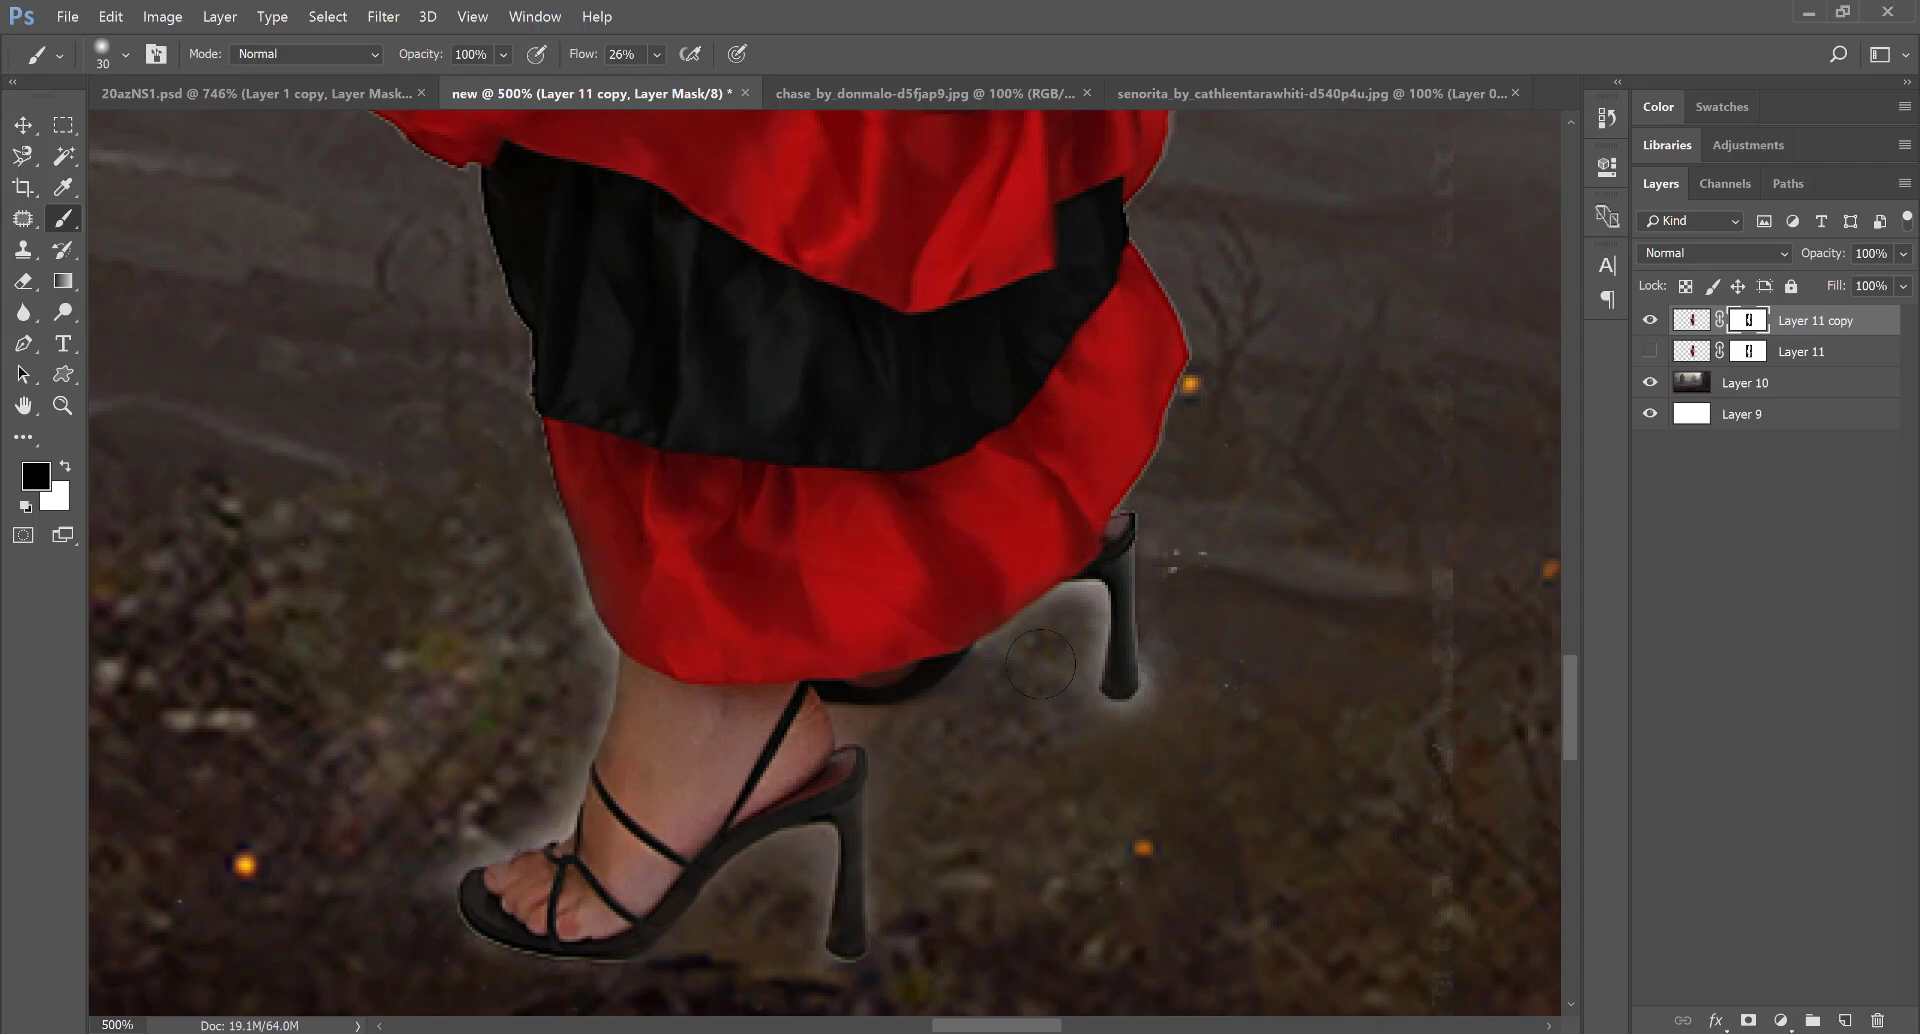 Ps File Edit Image Layer Type Select Filter 3D View Window Help
30 Mode: Normal Opacity: 100% Flow: 26%
20azNS1.psd @ 746% (Layer 1 copy, Layer Mask... × new @ 500% (Layer 11 copy, Layer Mask/8) * × chase_by_donmalo-d5fjap9.jpg @ 100% (RGB/... × senorita_by_cathleentarawhiti-d540p4u.jpg @ 100% (Layer 0... ×
Color Swatches
Libraries Adjustments
Layers Channels Paths
Kind
Normal Opacity: 100%
Lock: Fill: 100%
Layer 11 copy
Layer 11
Layer 10
Layer 9
500% Doc: 19.1M/64.0M
fx